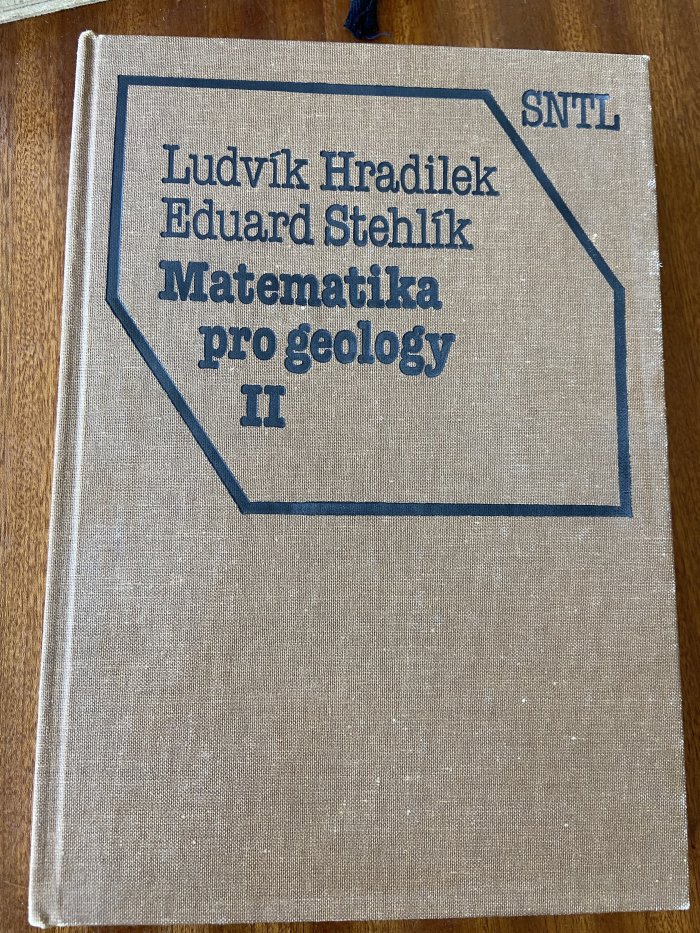 SNTL
Ludvík Hradilek
Eduard Stehlík
Matematika
pro geology
II